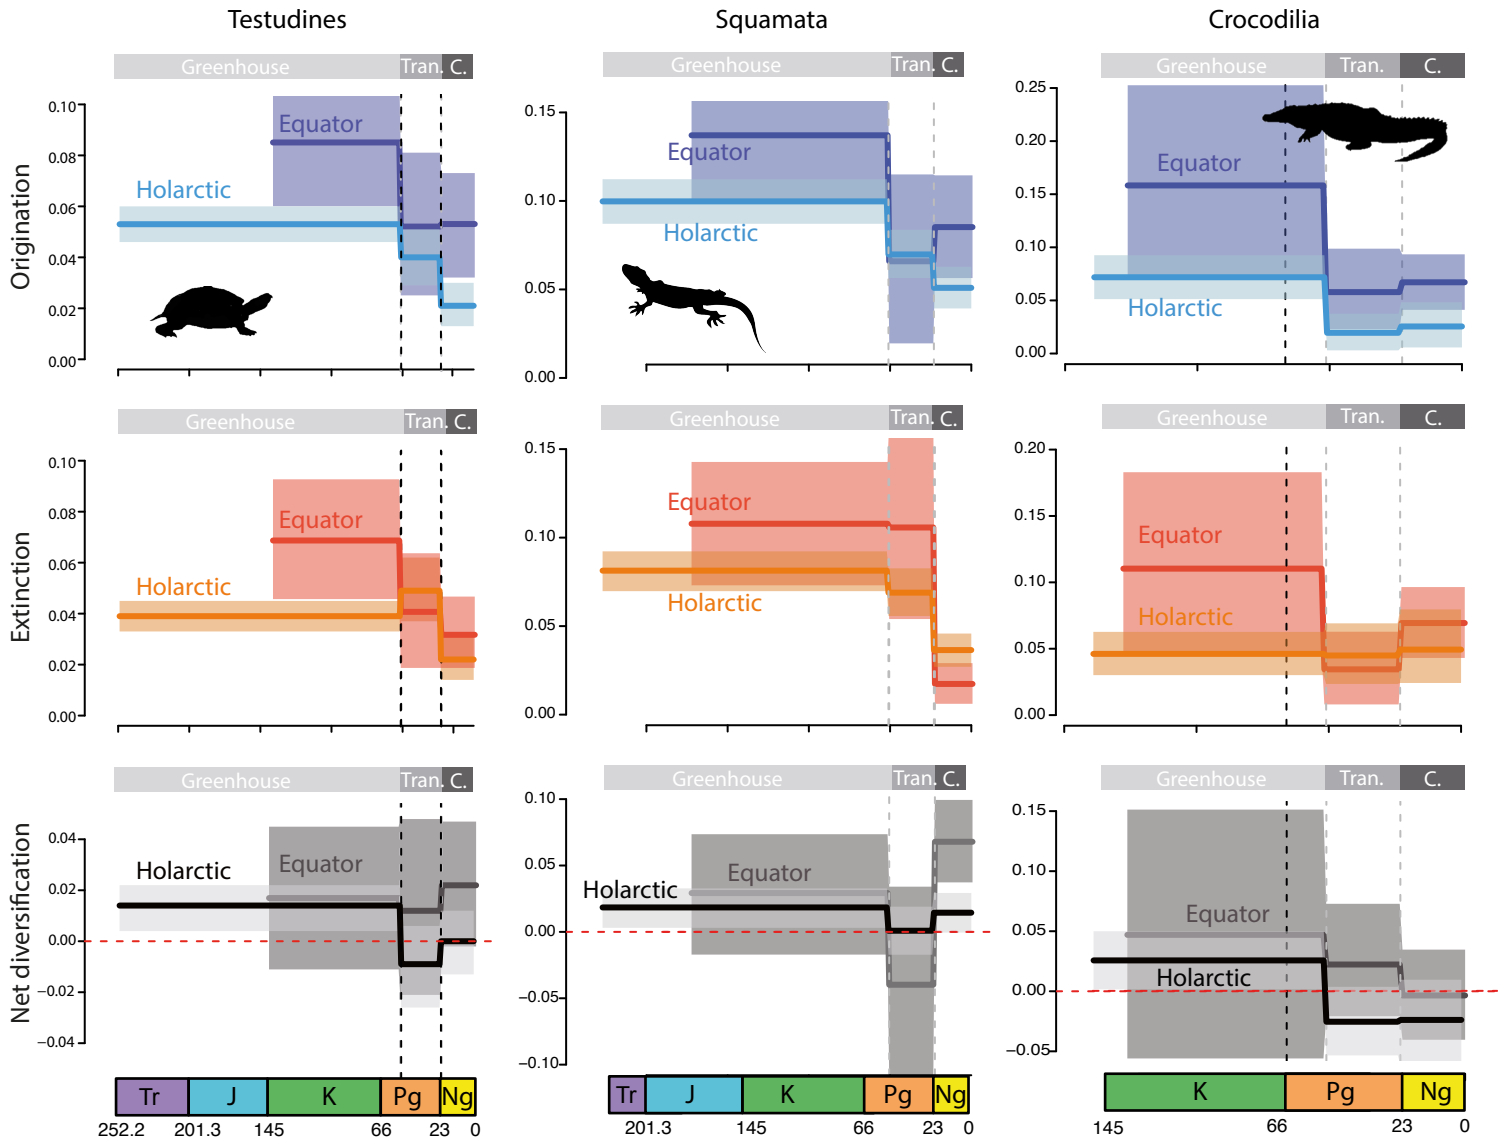 Testudines Squamata Crocodilia
Greenhouse Tran. C. Greenhouse Tran. C. Greenhouse Tran. C.
Origination
0.10 0.08 0.06 0.04 0.02 0.00
Equator
Holarctic
0.15 0.10 0.05 0.00
Equator
Holarctic
0.25 0.20 0.15 0.10 0.05 0.00
Equator
Holarctic
Greenhouse Tran. C. Greenhouse Tran. C. Greenhouse Tran. C.
Extinction
0.10 0.08 0.06 0.04 0.02 0.00
Equator
Holarctic
0.15 0.10 0.05 0.00
Equator
Holarctic
0.20 0.15 0.10 0.05 0.00
Equator
Holarctic
Greenhouse Tran. C. Greenhouse Tran. C. Greenhouse Tran. C.
Net diversification
0.04 0.02 0.00 −0.02 −0.04
Holarctic Equator
0.10 0.05 0.00 −0.05 −0.10
Equator
Holarctic
0.15 0.10 0.05 0.00 −0.05
Equator
Holarctic
Tr J K Pg Ng Tr J K Pg Ng K Pg Ng
252.2 201.3 145 66 23 0 201.3 145 66 23 0 145 66 23 0